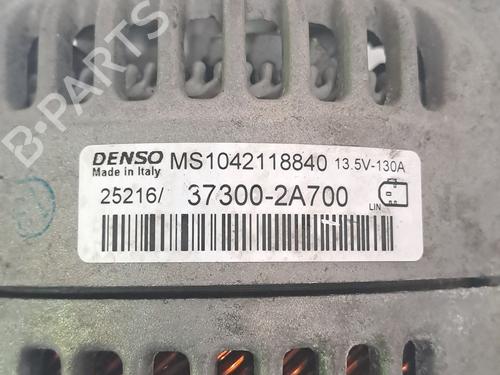 B-PARTS
DENSO MS1042118840 13.5V-130A
Made in Italy
25216/ 37300-2A700
LIN